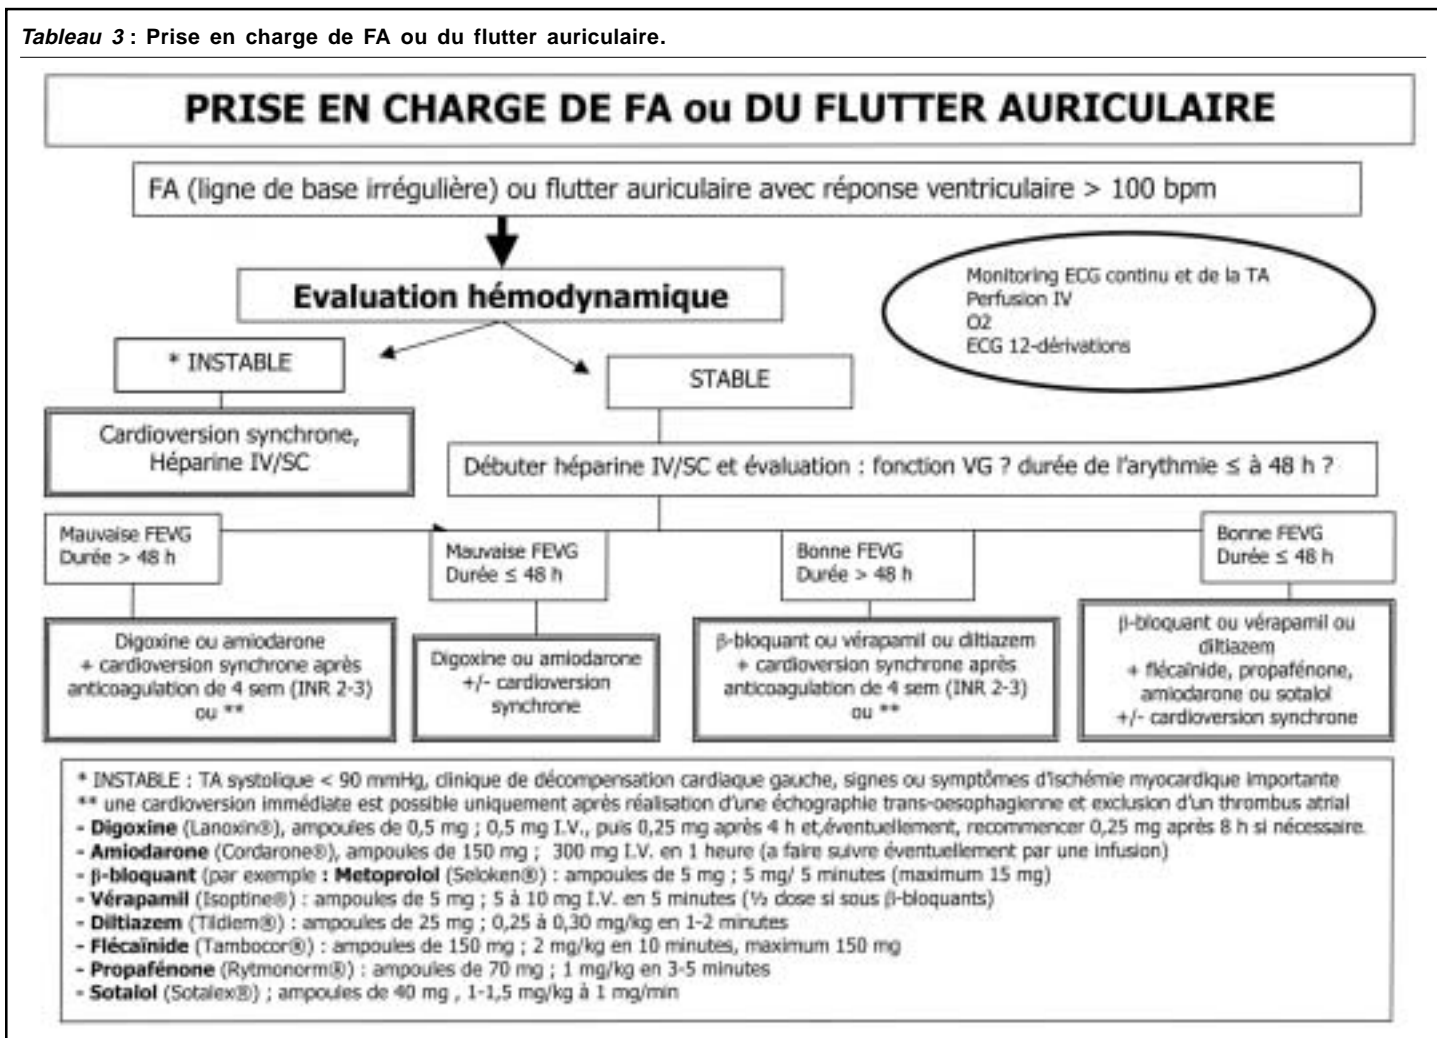 Tableau 3 : Prise en charge de FA ou du flutter auriculaire.
PRISE EN CHARGE DE FA ou DU FLUTTER AURICULAIRE
FA (ligne de base irrégulière) ou flutter auriculaire avec réponse ventriculaire > 100 bpm
Evaluation hémodynamique
Monitoring ECG continu et de la TA
Perfusion IV
O2
ECG 12-dérivations
* INSTABLE
STABLE
Cardioversion synchrone,
Héparine IV/SC
Débuter héparine IV/SC et évaluation : fonction VG ? durée de l'arythmie ≤ à 48 h ?
Mauvaise FEVG
Durée > 48 h
Mauvaise FEVG
Durée ≤ 48 h
Bonne FEVG
Durée > 48 h
Bonne FEVG
Durée ≤ 48 h
Digoxine ou amiodarone
+ cardioversion synchrone après
anticoagulation de 4 sem (INR 2-3)
ou **
Digoxine ou amiodarone
+/- cardioversion
synchrone
β-bloquant ou vérapamil ou diltiazem
+ cardioversion synchrone après
anticoagulation de 4 sem (INR 2-3)
ou **
β-bloquant ou vérapamil ou
diltiazem
+ flécaïnide, propafénone,
amiodarone ou sotalol
+/- cardioversion synchrone
* INSTABLE : TA systolique < 90 mmHg, clinique de décompensation cardiaque gauche, signes ou symptômes d'ischémie myocardique importante
** une cardioversion immédiate est possible uniquement après réalisation d'une échographie trans-oesophagienne et exclusion d'un thrombus atrial
- Digoxine (Lanoxin®), ampoules de 0,5 mg ; 0,5 mg I.V., puis 0,25 mg après 4 h et,éventuellement, recommencer 0,25 mg après 8 h si nécessaire.
- Amiodarone (Cordarone®), ampoules de 150 mg ; 300 mg I.V. en 1 heure (a faire suivre éventuellement par une infusion)
- β-bloquant (par exemple : Metoprolol (Seloken®) : ampoules de 5 mg ; 5 mg/ 5 minutes (maximum 15 mg)
- Vérapamil (Isoptine®) : ampoules de 5 mg ; 5 à 10 mg I.V. en 5 minutes (½ dose si sous β-bloquants)
- Diltiazem (Tildiem®) : ampoules de 25 mg ; 0,25 à 0,30 mg/kg en 1-2 minutes
- Flécaïnide (Tambocor®) : ampoules de 150 mg ; 2 mg/kg en 10 minutes, maximum 150 mg
- Propafénone (Rytmonorm®) : ampoules de 70 mg ; 1 mg/kg en 3-5 minutes
- Sotalol (Sotalex®) ; ampoules de 40 mg , 1-1,5 mg/kg à 1 mg/min